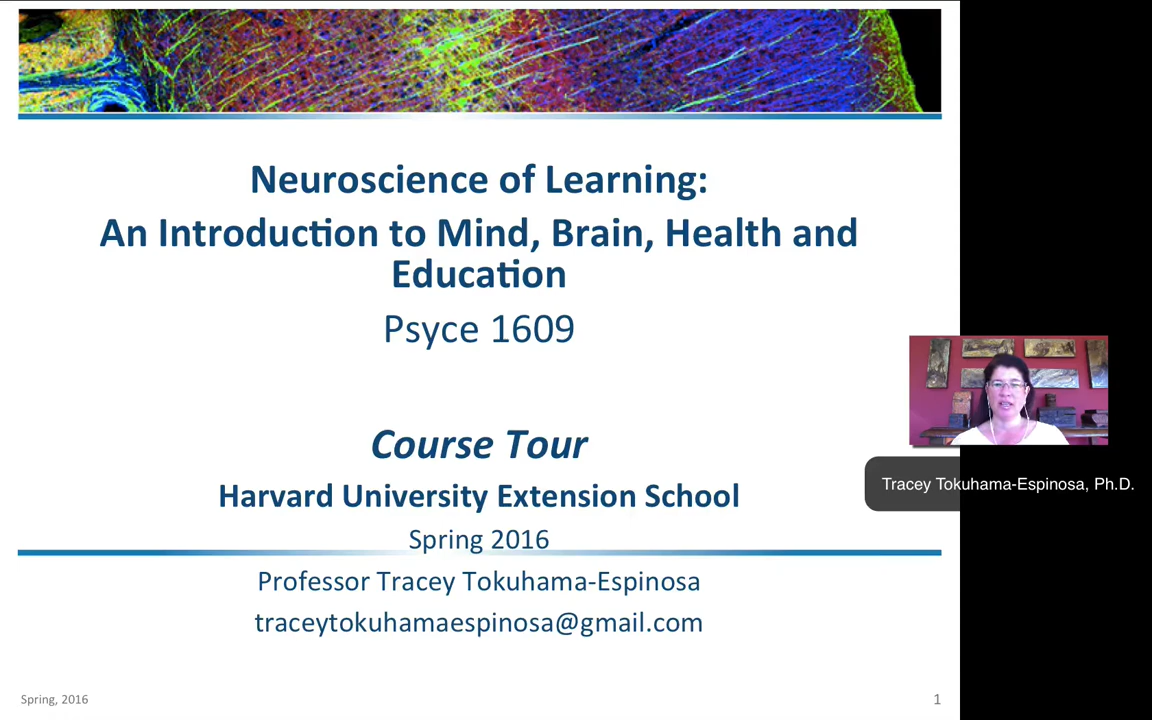 Neuroscience of Learning:
An Introduction to Mind, Brain, Health and
Education
Psyce 1609
Course Tour
Harvard University Extension School
Spring 2016
Professor Tracey Tokuhama-Espinosa
traceytokuhamaespinosa@gmail.com
Tracey Tokuhama-Espinosa, Ph.D.
Spring, 2016
1